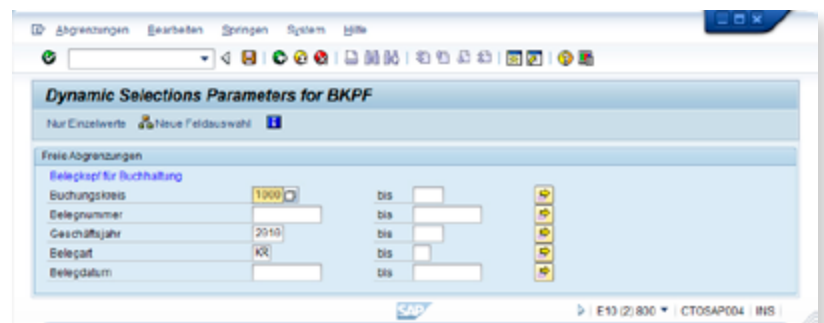 Abgrenzungen Bearbeiten Springen System Hilfe
Dynamic Selections Parameters for BKPF
Nur Einzelwerte Neue Feldauswahl
Freie Abgrenzungen
Belegkopf für Buchhaltung
Buchungskreis 1000 bis
Belegnummer bis
Geschäftsjahr 2010 bis
Belegart KR bis
Belegdatum bis
SAP E10 (2) 800 CTOSAP004 INS